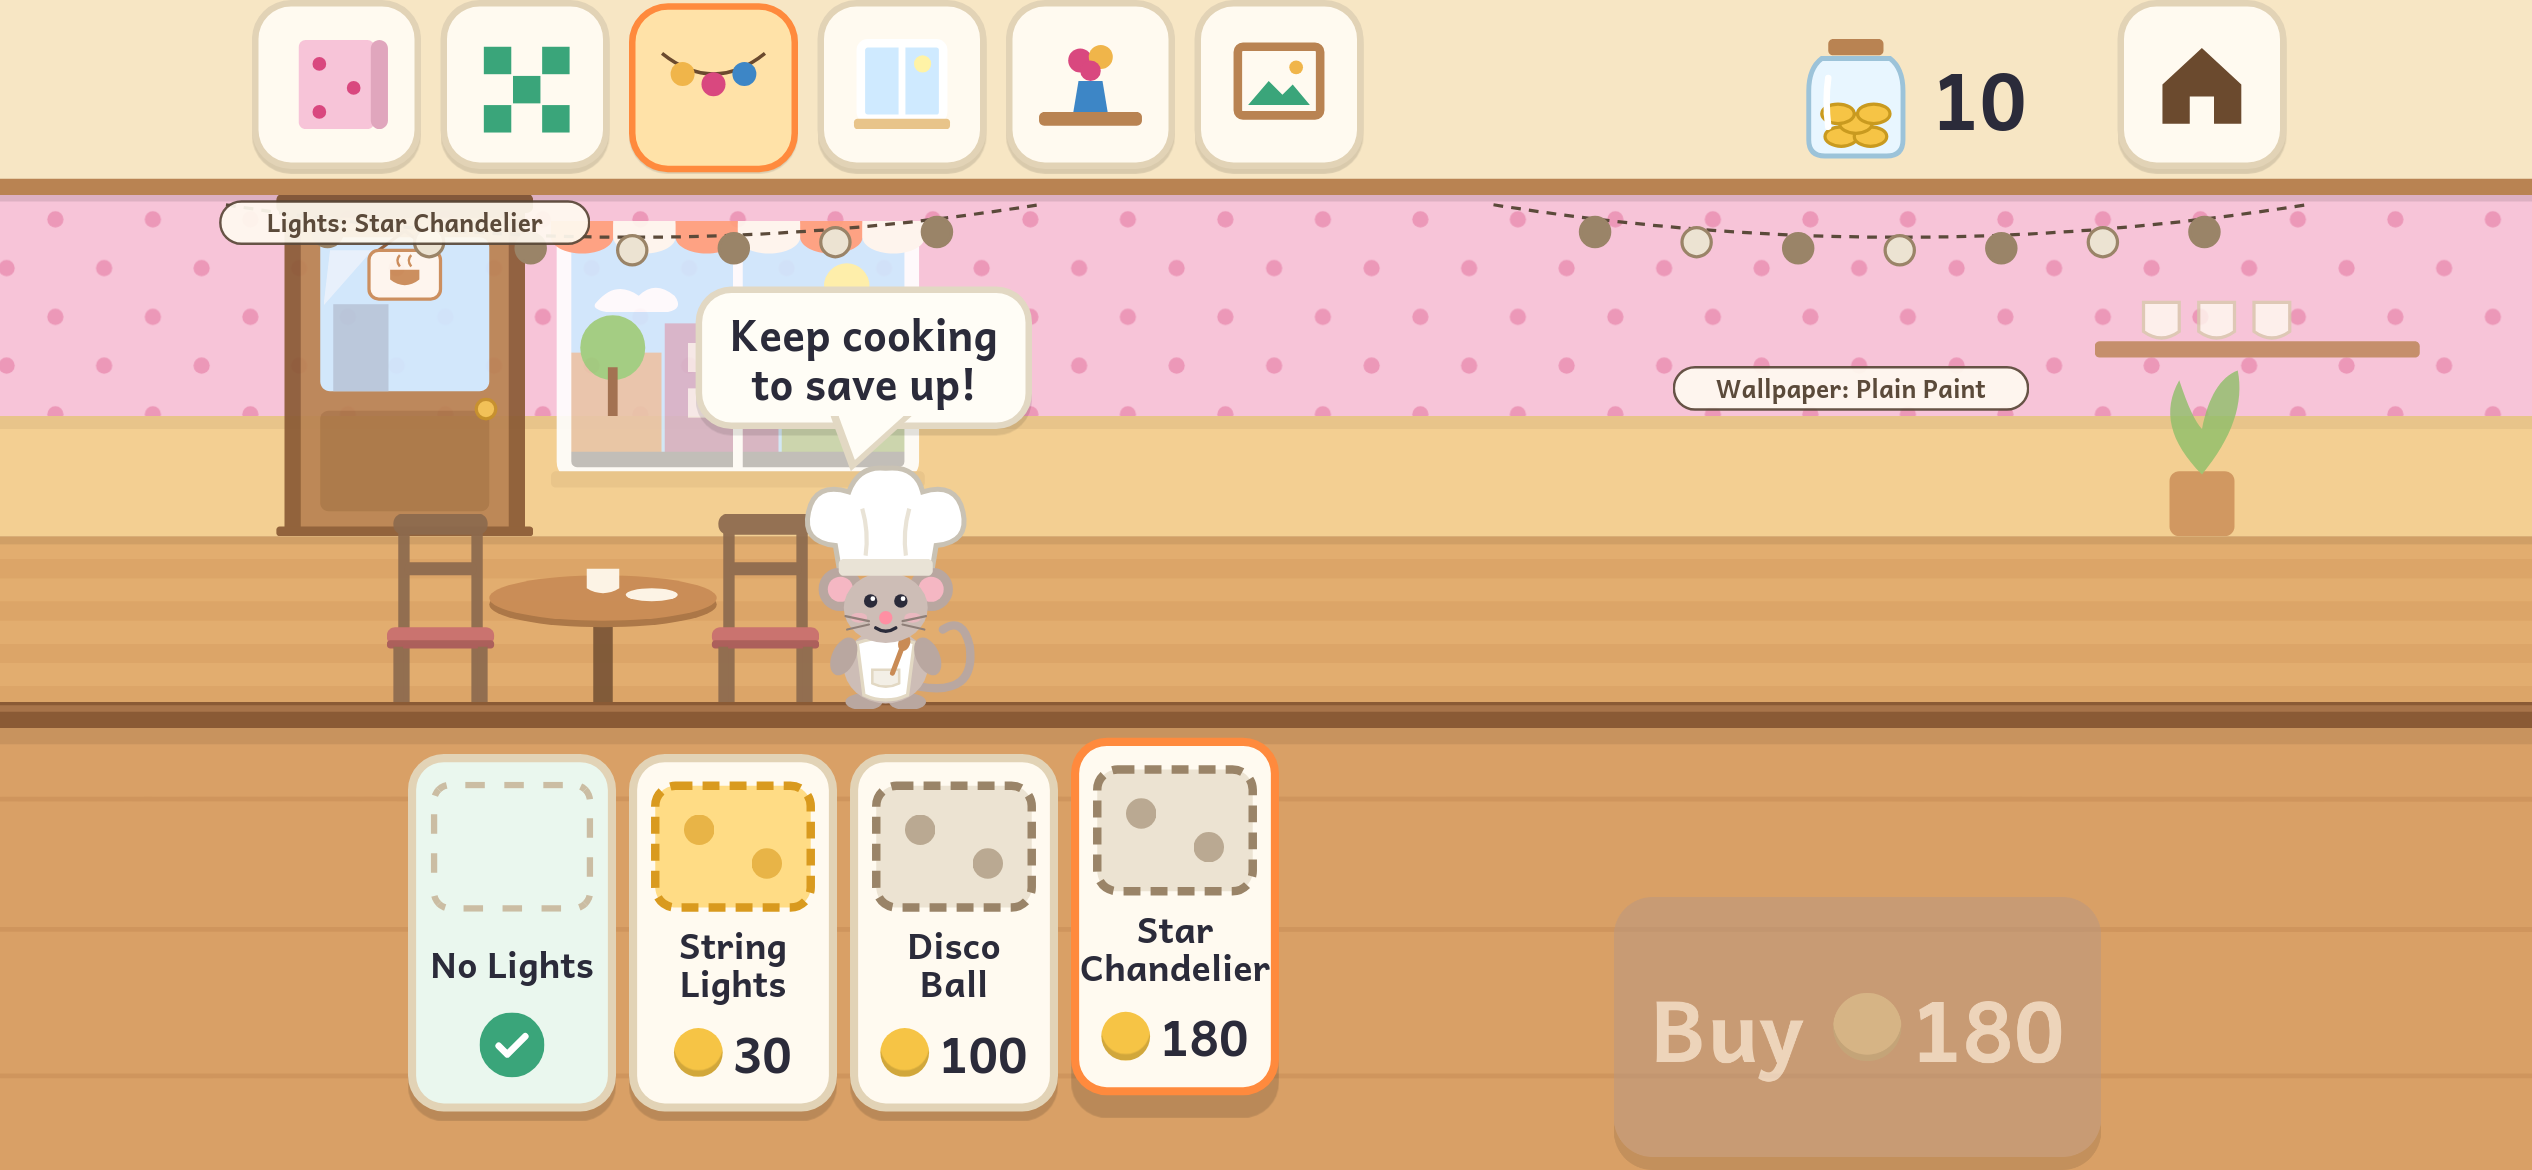 10
Lights: Star Chandelier
Keep cooking
to save up!
Wallpaper: Plain Paint
No Lights
String
Lights
30
Disco
Ball
100
Star
Chandelier
180
Buy 180